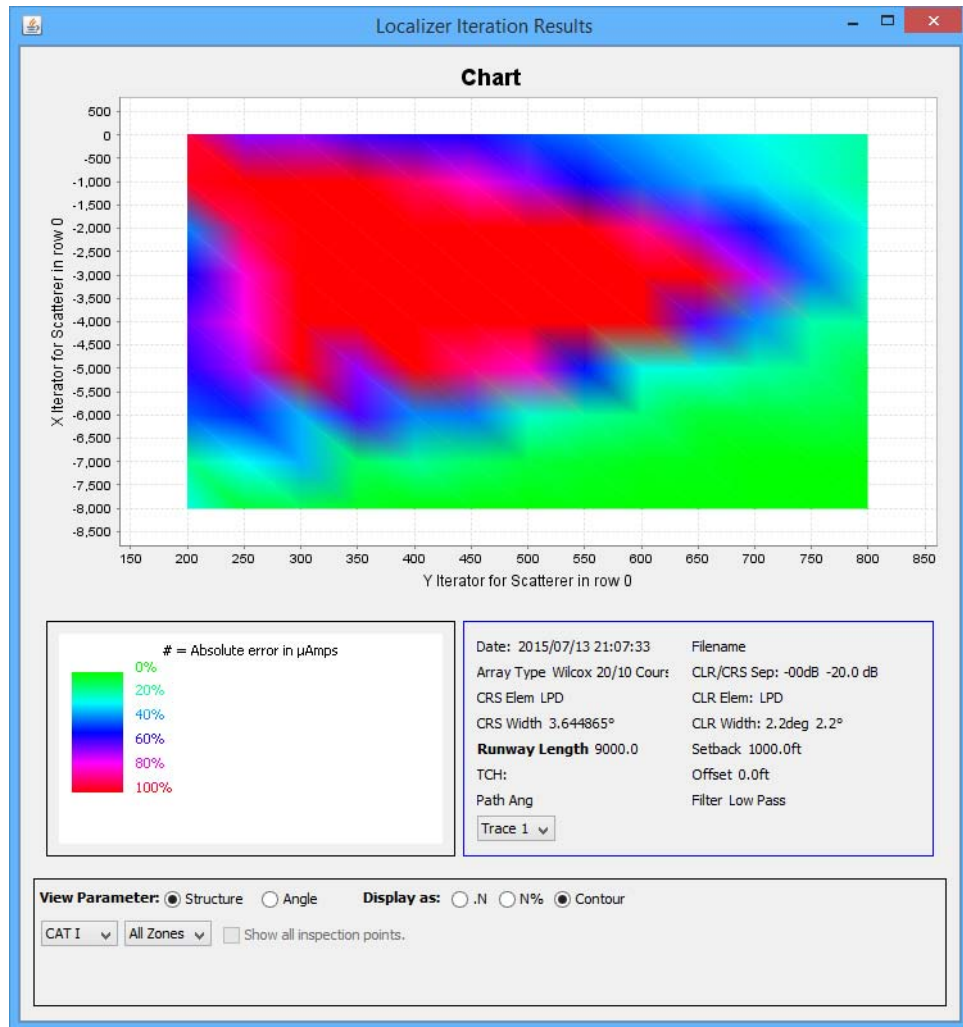 Localizer Iteration Results
Chart
500
0
-500
-1,000
-1,500
-2,000
-2,500
-3,000
-3,500
-4,000
-4,500
-5,000
-5,500
-6,000
-6,500
-7,000
-7,500
-8,000
-8,500
X Iterator for Scatterer in row 0
150 200 250 300 350 400 450 500 550 600 650 700 750 800 850
Y Iterator for Scatterer in row 0
# = Absolute error in µAmps
0%
20%
40%
60%
80%
100%
Date: 2015/07/13 21:07:33 Filename
Array Type Wilcox 20/10 Cours CLR/CRS Sep: -00dB -20.0 dB
CRS Elem LPD CLR Elem: LPD
CRS Width 3.644865° CLR Width: 2.2deg 2.2°
Runway Length 9000.0 Setback 1000.0ft
TCH: Offset 0.0ft
Path Ang Filter Low Pass
Trace 1
View Parameter: Structure Angle Display as: .N N% Contour
CAT I All Zones Show all inspection points.